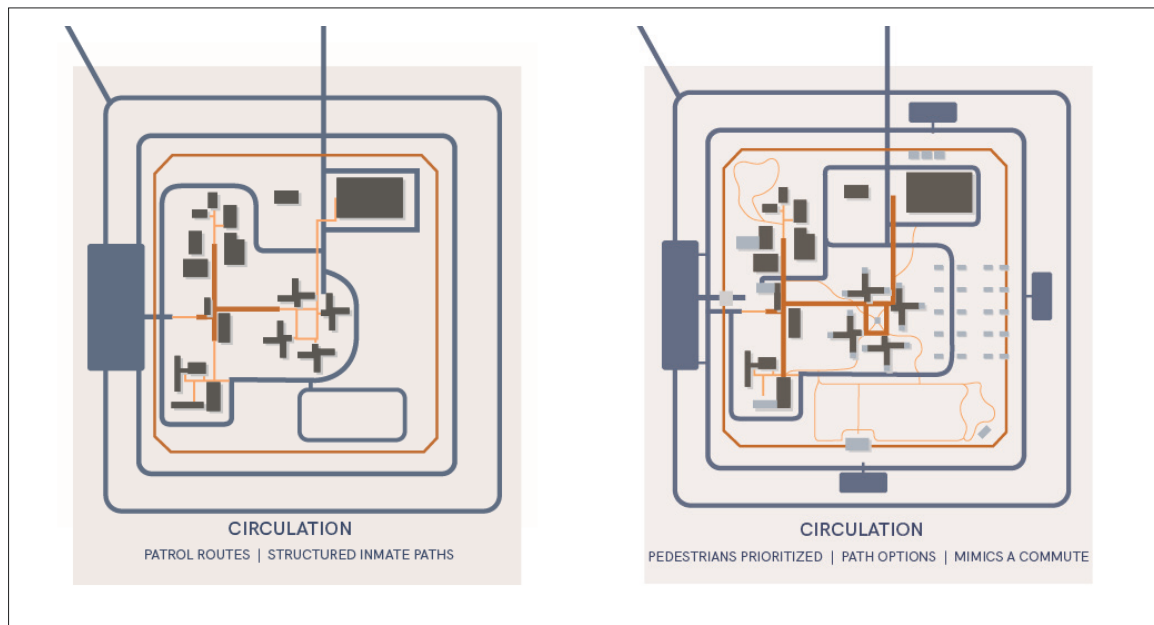 CIRCULATION
PATROL ROUTES | STRUCTURED INMATE PATHS
CIRCULATION
PEDESTRIANS PRIORITIZED | PATH OPTIONS | MIMICS A COMMUTE